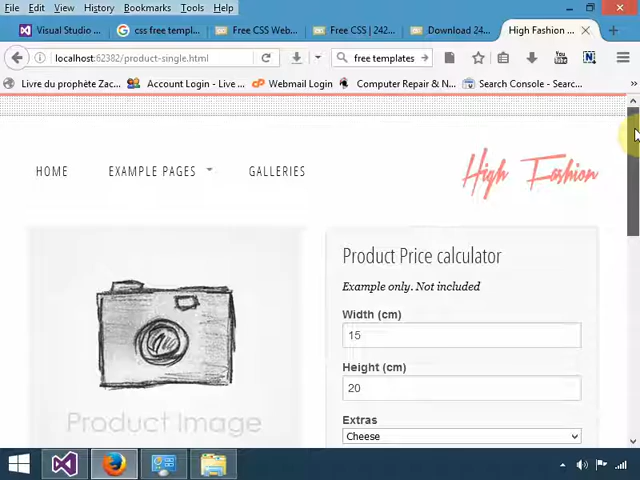 File Edit View History Bookmarks Tools Help
Visual Studio ... css free templ... Free CSS Web... Free CSS | 242... Download 24... High Fashion ...
localhost:62382/product-single.html free templates
Livre du prophète Zac... Account Login - Live ... Webmail Login Computer Repair & N... Search Console - Searc...
HOME EXAMPLE PAGES GALLERIES
High Fashion
Product Price calculator
Example only. Not included
Width (cm)
15
Height (cm)
20
Extras
Cheese
Product Image